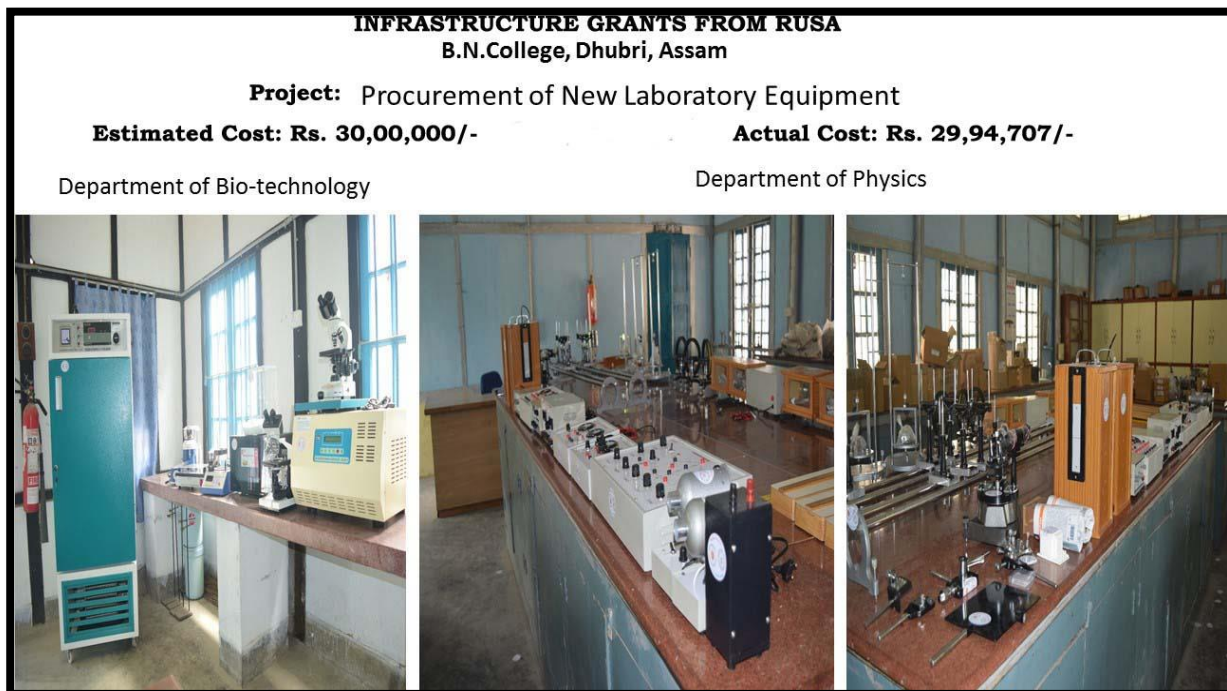 INFRASTRUCTURE GRANTS FROM RUSA
B.N.College, Dhubri, Assam
Project: Procurement of New Laboratory Equipment
Estimated Cost: Rs. 30,00,000/-
Actual Cost: Rs. 29,94,707/-
Department of Bio-technology
Department of Physics
FIRE